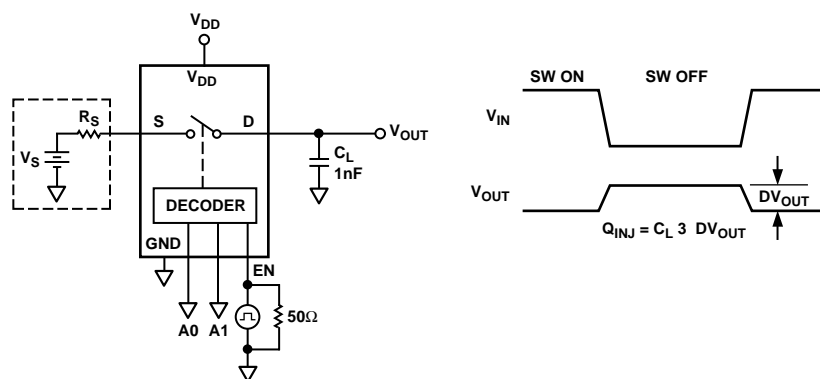 VDD
VDD
RS
S
D
VOUT
VS
CL
1nF
DECODER
GND
EN
A0
A1
50Ω
SW ON
SW OFF
VIN
VOUT
DVOUT
QINJ = CL 3 DVOUT